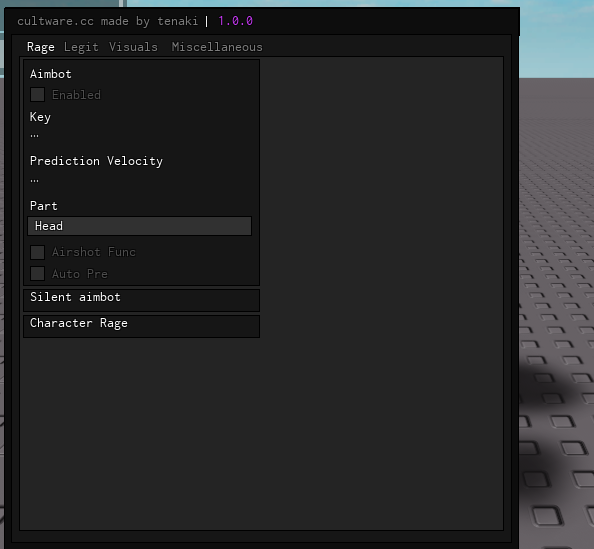 cultware.cc made by tenaki | 1.0.0
Rage Legit Visuals Miscellaneous
Aimbot
Enabled
Key
...
Prediction Velocity
...
Part
Head
Airshot Func
Auto Pre
Silent aimbot
Character Rage